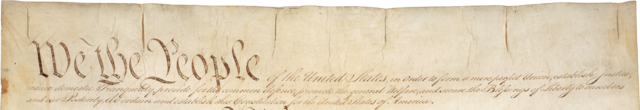 We the People of the United States, in Order to form a more perfect Union, establish Justice,
insure domestic Tranquility, provide for the common defence, promote the general Welfare, and secure the Blessings of Liberty to ourselves
and our Posterity, do ordain and establish this Constitution for the United States of America.